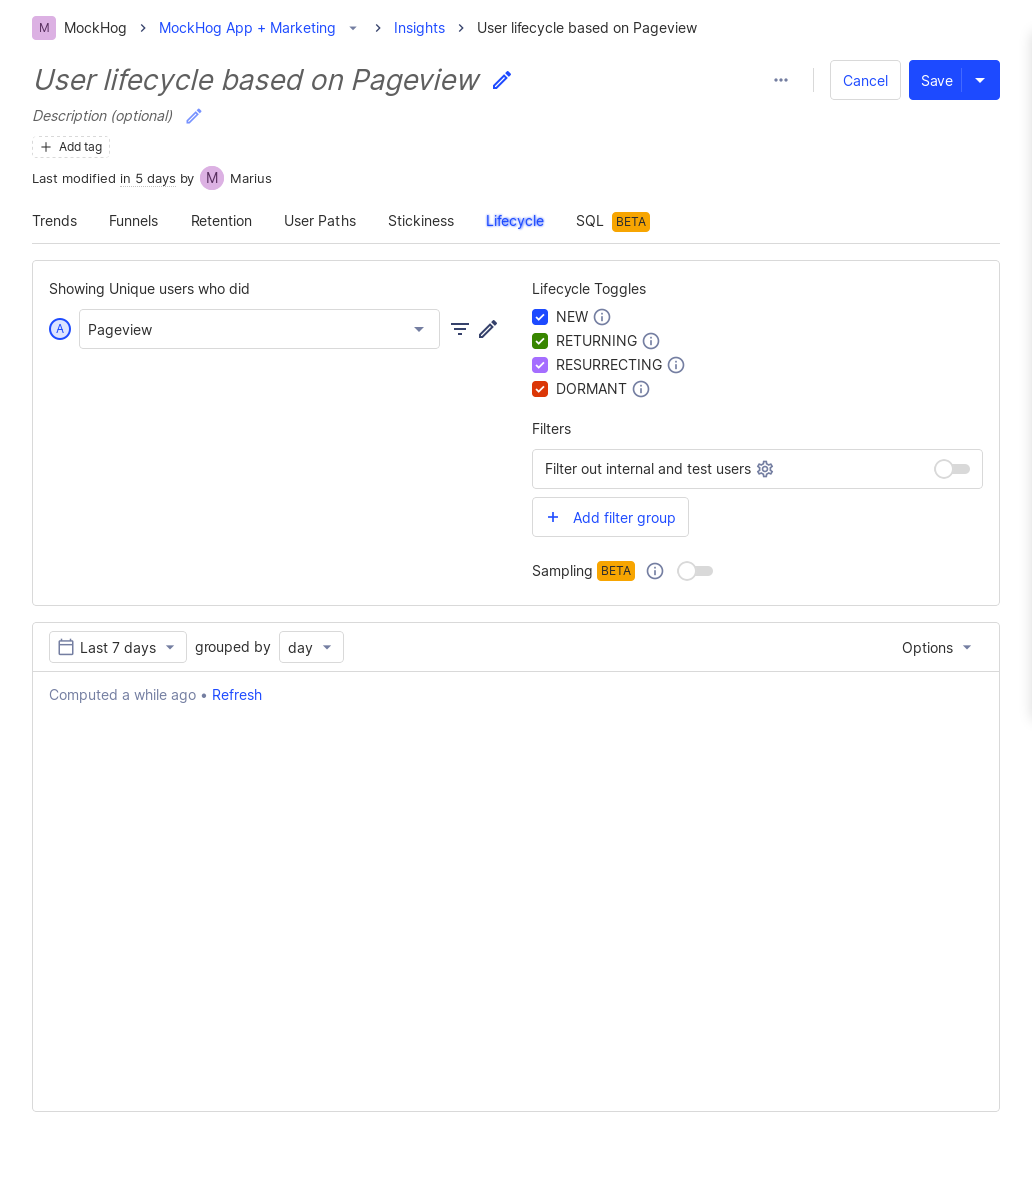 M MockHog MockHog App + Marketing Insights User lifecycle based on Pageview
User lifecycle based on Pageview
Cancel Save
Description (optional)
Add tag
Last modified in 5 days by M Marius
Trends Funnels Retention User Paths Stickiness Lifecycle SQL BETA
Showing Unique users who did
A Pageview
Lifecycle Toggles
NEW
RETURNING
RESURRECTING
DORMANT
Filters
Filter out internal and test users
Add filter group
Sampling BETA
Last 7 days grouped by day Options
Computed a while ago • Refresh